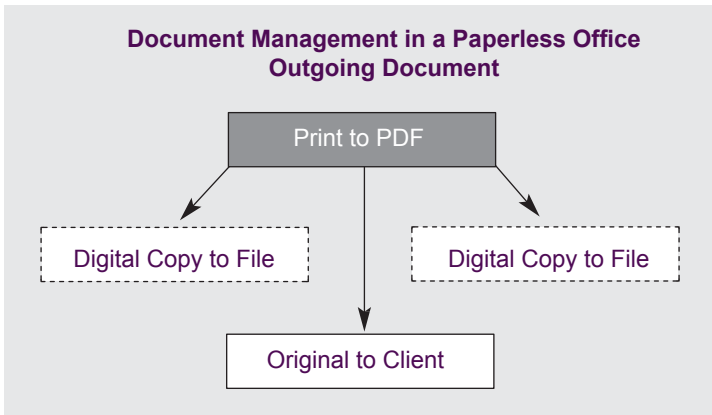 Document Management in a Paperless Office
Outgoing Document
Print to PDF
Digital Copy to File
Digital Copy to File
Original to Client